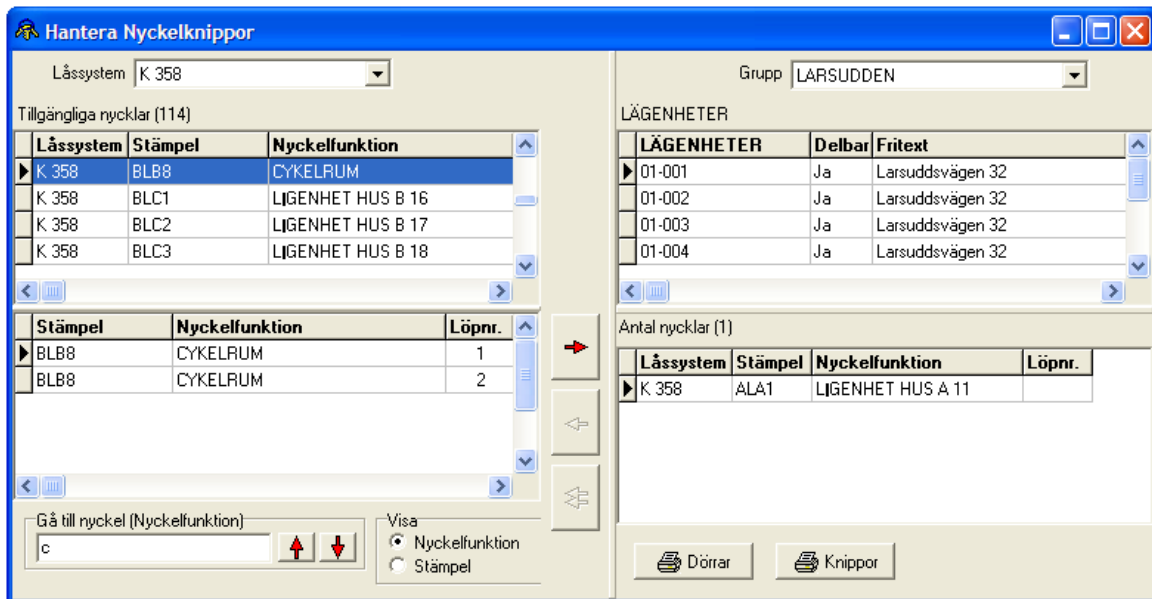 Hantera Nyckelknippor
Låssystem K 358
Tillgängliga nycklar (114)
Låssystem Stämpel Nyckelfunktion
K 358 BLB8 CYKELRUM
K 358 BLC1 LIGENHET HUS B 16
K 358 BLC2 LIGENHET HUS B 17
K 358 BLC3 LIGENHET HUS B 18
Stämpel Nyckelfunktion Löpnr.
BLB8 CYKELRUM 1
BLB8 CYKELRUM 2
Gå till nyckel (Nyckelfunktion)
c
Visa
Nyckelfunktion
Stämpel
Grupp LARSUDDEN
LÄGENHETER
LÄGENHETER Delbar Fritext
01-001 Ja Larsuddsvägen 32
01-002 Ja Larsuddsvägen 32
01-003 Ja Larsuddsvägen 32
01-004 Ja Larsuddsvägen 32
Antal nycklar (1)
Låssystem Stämpel Nyckelfunktion Löpnr.
K 358 ALA1 LIGENHET HUS A 11
Dörrar Knippor